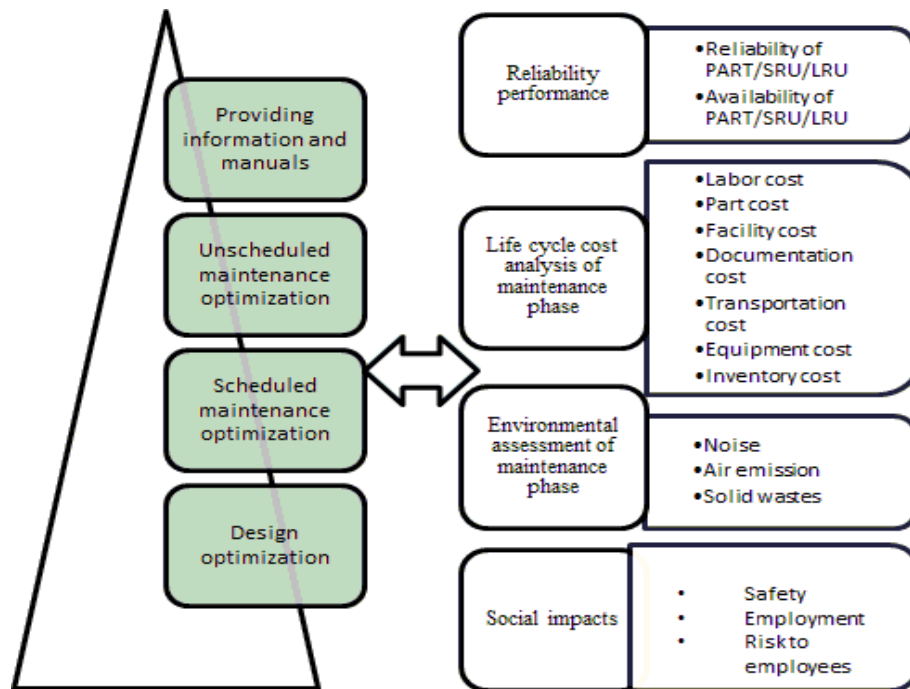 Providing
information and
manuals
Unscheduled
maintenance
optimization
Scheduled
maintenance
optimization
Design
optimization
Reliability
performance
•Reliability of
PART/SRU/LRU
•Availability of
PART/SRU/LRU
Life cycle cost
analysis of
maintenance
phase
•Labor cost
•Part cost
•Facility cost
•Documentation
cost
•Transportation
cost
•Equipment cost
•Inventory cost
Environmental
assessment of
maintenance
phase
•Noise
•Air emission
•Solid wastes
Social impacts
• Safety
• Employment
• Risk to
employees